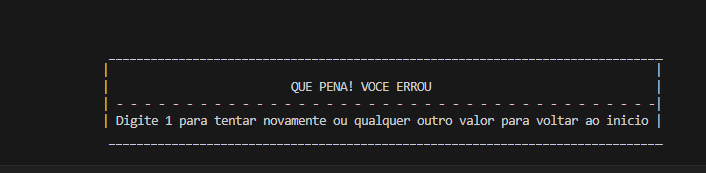 QUE PENA! VOCE ERROU
Digite 1 para tentar novamente ou qualquer outro valor para voltar ao inicio